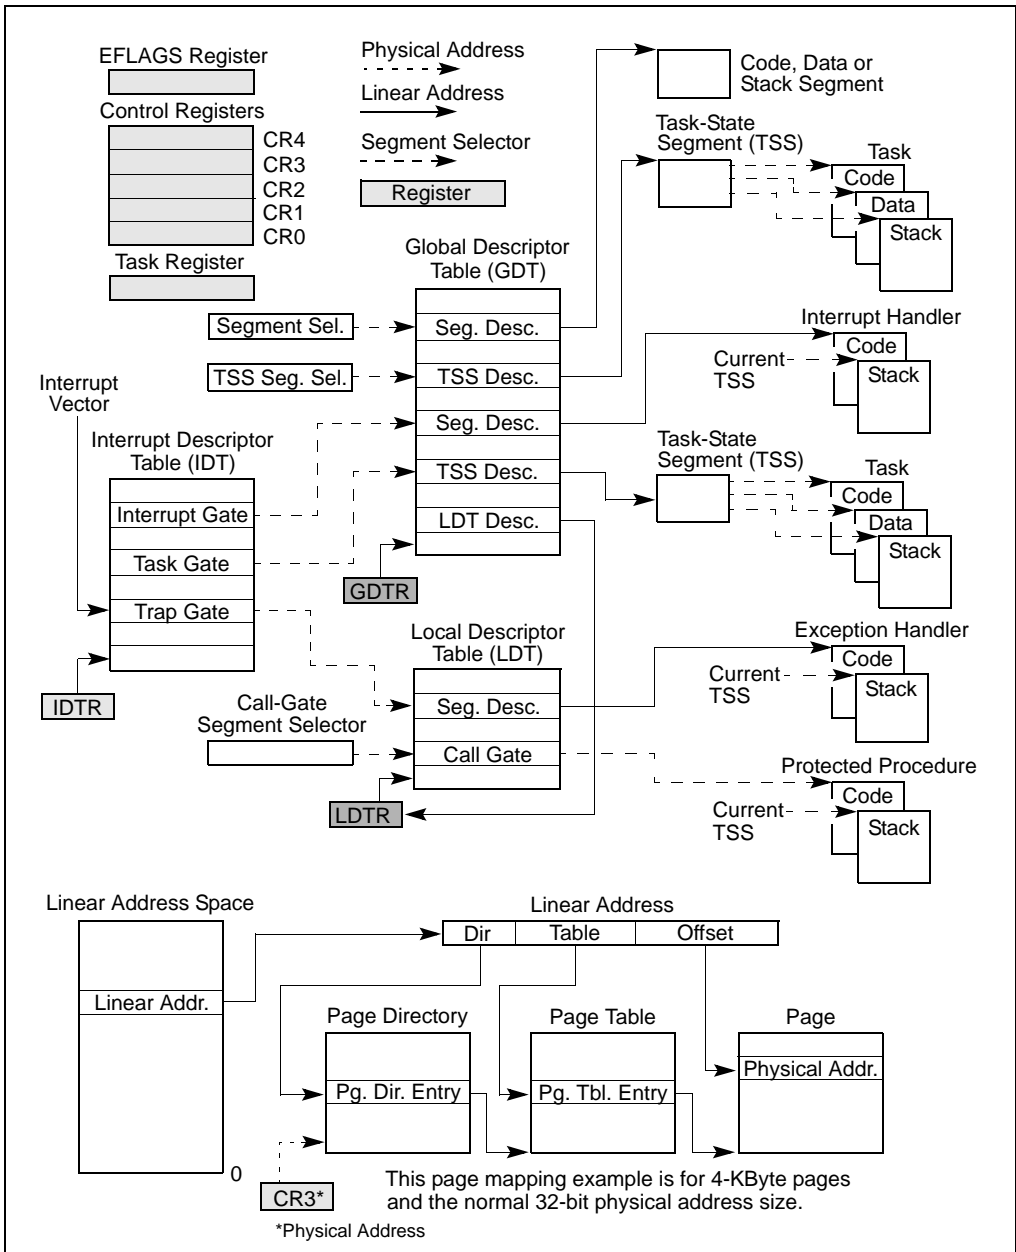 EFLAGS Register
Control Registers
CR4
CR3
CR2
CR1
CR0
Task Register
Physical Address
Linear Address
Segment Selector
Register
Code, Data or
Stack Segment
Task-State
Segment (TSS)
Task
Code
Data
Stack
Global Descriptor
Table (GDT)
Segment Sel.
Seg. Desc.
TSS Seg. Sel.
TSS Desc.
Seg. Desc.
TSS Desc.
LDT Desc.
GDTR
Interrupt Handler
Code
Current
TSS
Stack
Interrupt
Vector
Interrupt Descriptor
Table (IDT)
Interrupt Gate
Task Gate
Trap Gate
IDTR
Task-State
Segment (TSS)
Task
Code
Data
Stack
Local Descriptor
Table (LDT)
Seg. Desc.
Call Gate
LDTR
Call-Gate
Segment Selector
Exception Handler
Code
Current
TSS
Stack
Protected Procedure
Code
Current
TSS
Stack
Linear Address Space
Linear Addr.
0
Linear Address
Dir
Table
Offset
Page Directory
Pg. Dir. Entry
Page Table
Pg. Tbl. Entry
Page
Physical Addr.
CR3*
*Physical Address
This page mapping example is for 4-KByte pages
and the normal 32-bit physical address size.